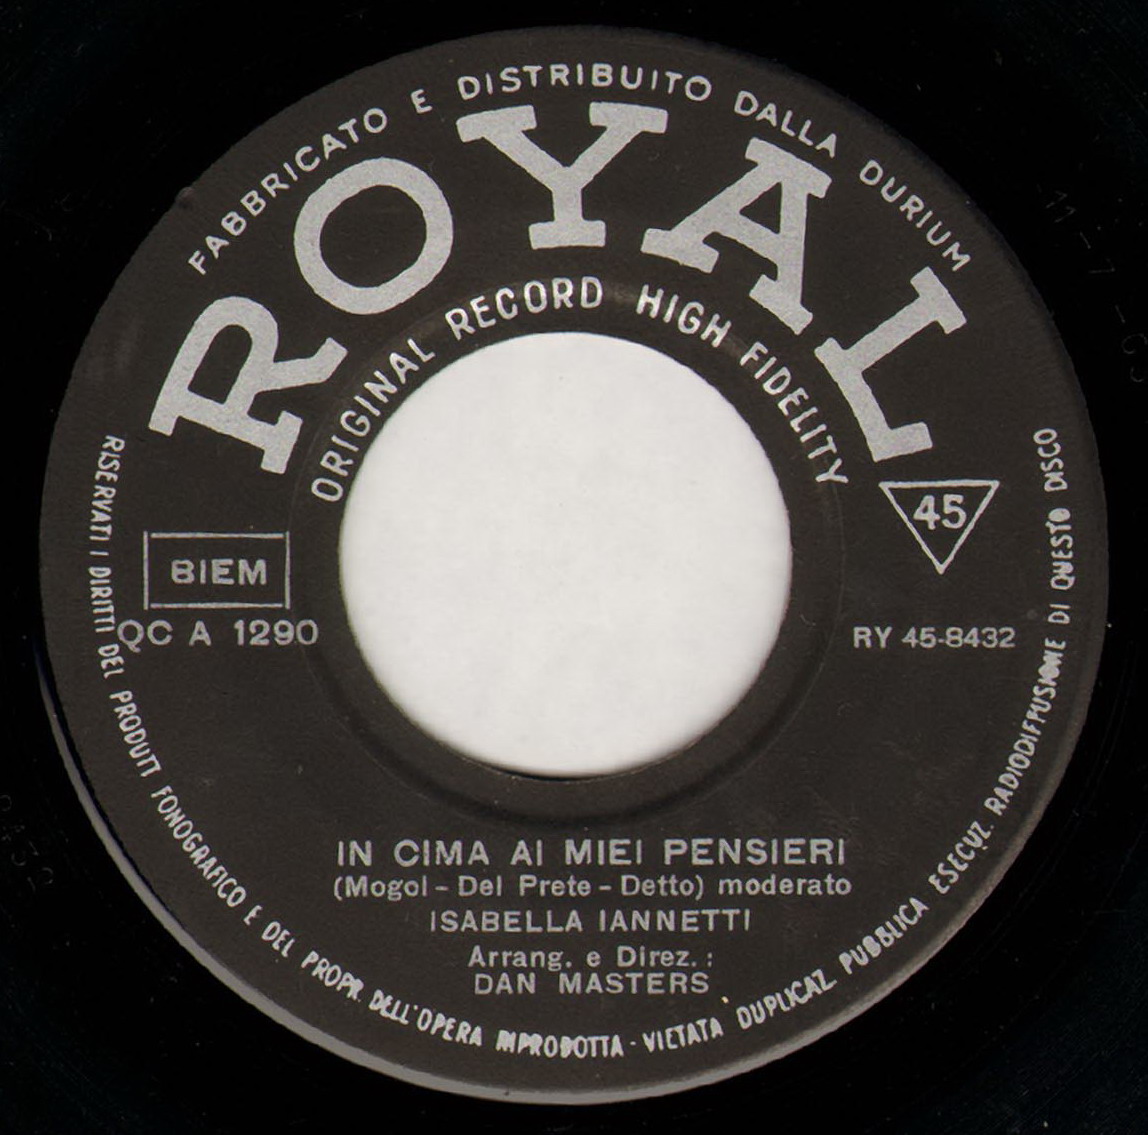 FABBRICATO E DISTRIBUITO DALLA DURIUM
ROYAL
ORIGINAL RECORD HIGH FIDELITY
45
BIEM
QC A 1290
RY 45-8432
IN CIMA AI MIEI PENSIERI
(Mogol - Del Prete - Detto) moderato
ISABELLA IANNETTI
Arrang. e Direz. :
DAN MASTERS
RISERVATI I DIRITTI DEL PRODUTT FONOGRAFICO E DEL PROPR. DELL'OPERA RIPRODOTTA - VIETATA DUPLICAZ PUBBLICA ESECUZ. RADIODIFFUSIONE DI QUESTO DISCO